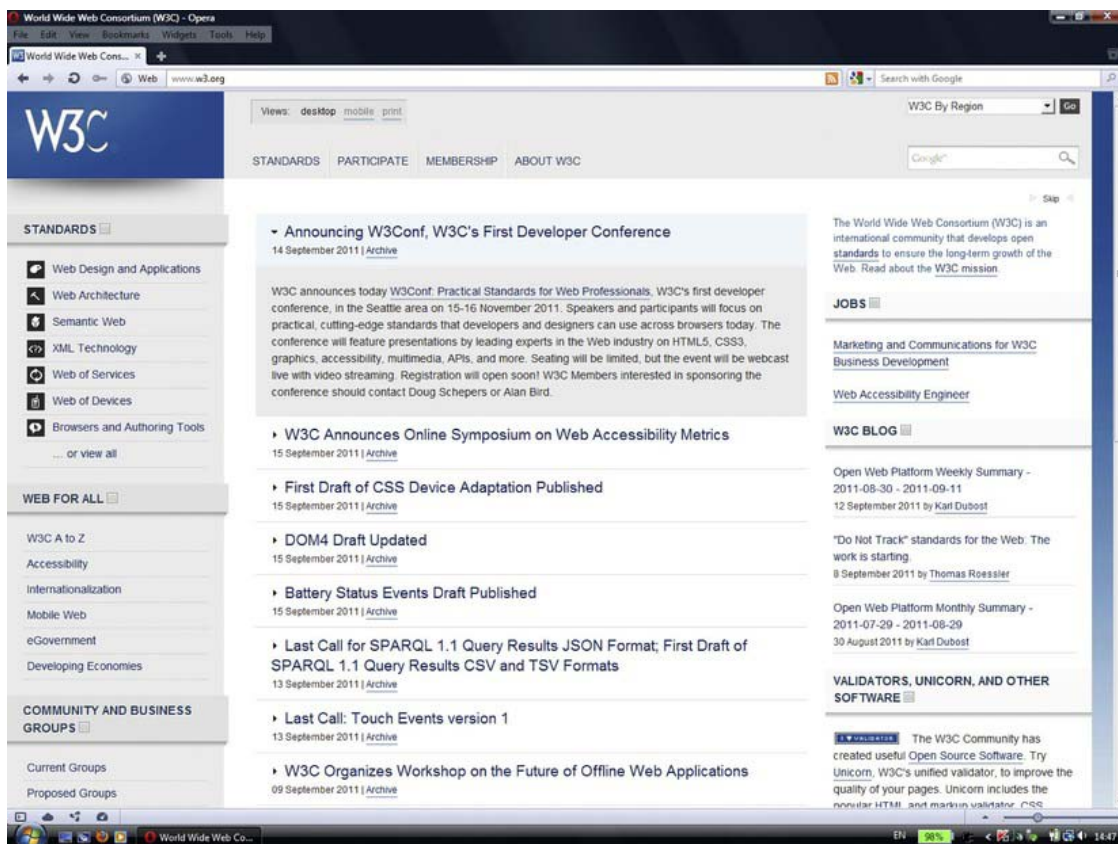 World Wide Web Consortium (W3C) - Opera
File Edit View Bookmarks Widgets Tools Help
World Wide Web Cons...
Web www.w3.org
Search with Google
W3C
Views: desktop mobile print
W3C By Region
Go
STANDARDS PARTICIPATE MEMBERSHIP ABOUT W3C
Google
Skip
STANDARDS
Web Design and Applications
Web Architecture
Semantic Web
XML Technology
Web of Services
Web of Devices
Browsers and Authoring Tools
... or view all
WEB FOR ALL
W3C A to Z
Accessibility
Internationalization
Mobile Web
eGovernment
Developing Economies
COMMUNITY AND BUSINESS
GROUPS
Current Groups
Proposed Groups
Announcing W3Conf, W3C's First Developer Conference
14 September 2011 | Archive
W3C announces today W3Conf: Practical Standards for Web Professionals, W3C's first developer
conference, in the Seattle area on 15-16 November 2011. Speakers and participants will focus on
practical, cutting-edge standards that developers and designers can use across browsers today. The
conference will feature presentations by leading experts in the Web industry on HTML5, CSS3,
graphics, accessibility, multimedia, APIs, and more. Seating will be limited, but the event will be webcast
live with video streaming. Registration will open soon! W3C Members interested in sponsoring the
conference should contact Doug Schepers or Alan Bird.
W3C Announces Online Symposium on Web Accessibility Metrics
15 September 2011 | Archive
First Draft of CSS Device Adaptation Published
15 September 2011 | Archive
DOM4 Draft Updated
15 September 2011 | Archive
Battery Status Events Draft Published
15 September 2011 | Archive
Last Call for SPARQL 1.1 Query Results JSON Format; First Draft of
SPARQL 1.1 Query Results CSV and TSV Formats
13 September 2011 | Archive
Last Call: Touch Events version 1
13 September 2011 | Archive
W3C Organizes Workshop on the Future of Offline Web Applications
09 September 2011 | Archive
The World Wide Web Consortium (W3C) is an
international community that develops open
standards to ensure the long-term growth of the
Web. Read about the W3C mission.
JOBS
Marketing and Communications for W3C
Business Development
Web Accessibility Engineer
W3C BLOG
Open Web Platform Weekly Summary -
2011-08-30 - 2011-09-11
12 September 2011 by Karl Dubost
"Do Not Track" standards for the Web: The
work is starting.
8 September 2011 by Thomas Roessler
Open Web Platform Monthly Summary -
2011-07-29 - 2011-08-29
30 August 2011 by Karl Dubost
VALIDATORS, UNICORN, AND OTHER
SOFTWARE
I ♥ VALIDATOR The W3C Community has
created useful Open Source Software. Try
Unicorn, W3C's unified validator, to improve the
quality of your pages. Unicorn includes the
popular HTML and markup validator, CSS
World Wide Web Co...
EN 98% 14:47